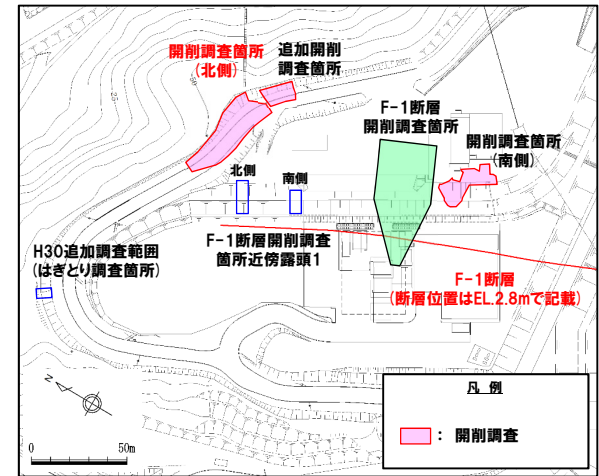 開削調査箇所
(北側)
追加開削
調査箇所
F-1断層
開削調査箇所
開削調査箇所
(南側)
北側
南側
F-1断層開削調査
箇所近傍露頭1
H30追加調査範囲
(はぎとり調査箇所)
F-1断層
(断層位置はEL.2.8mで記載)
N
0
50m
凡 例
: 開削調査